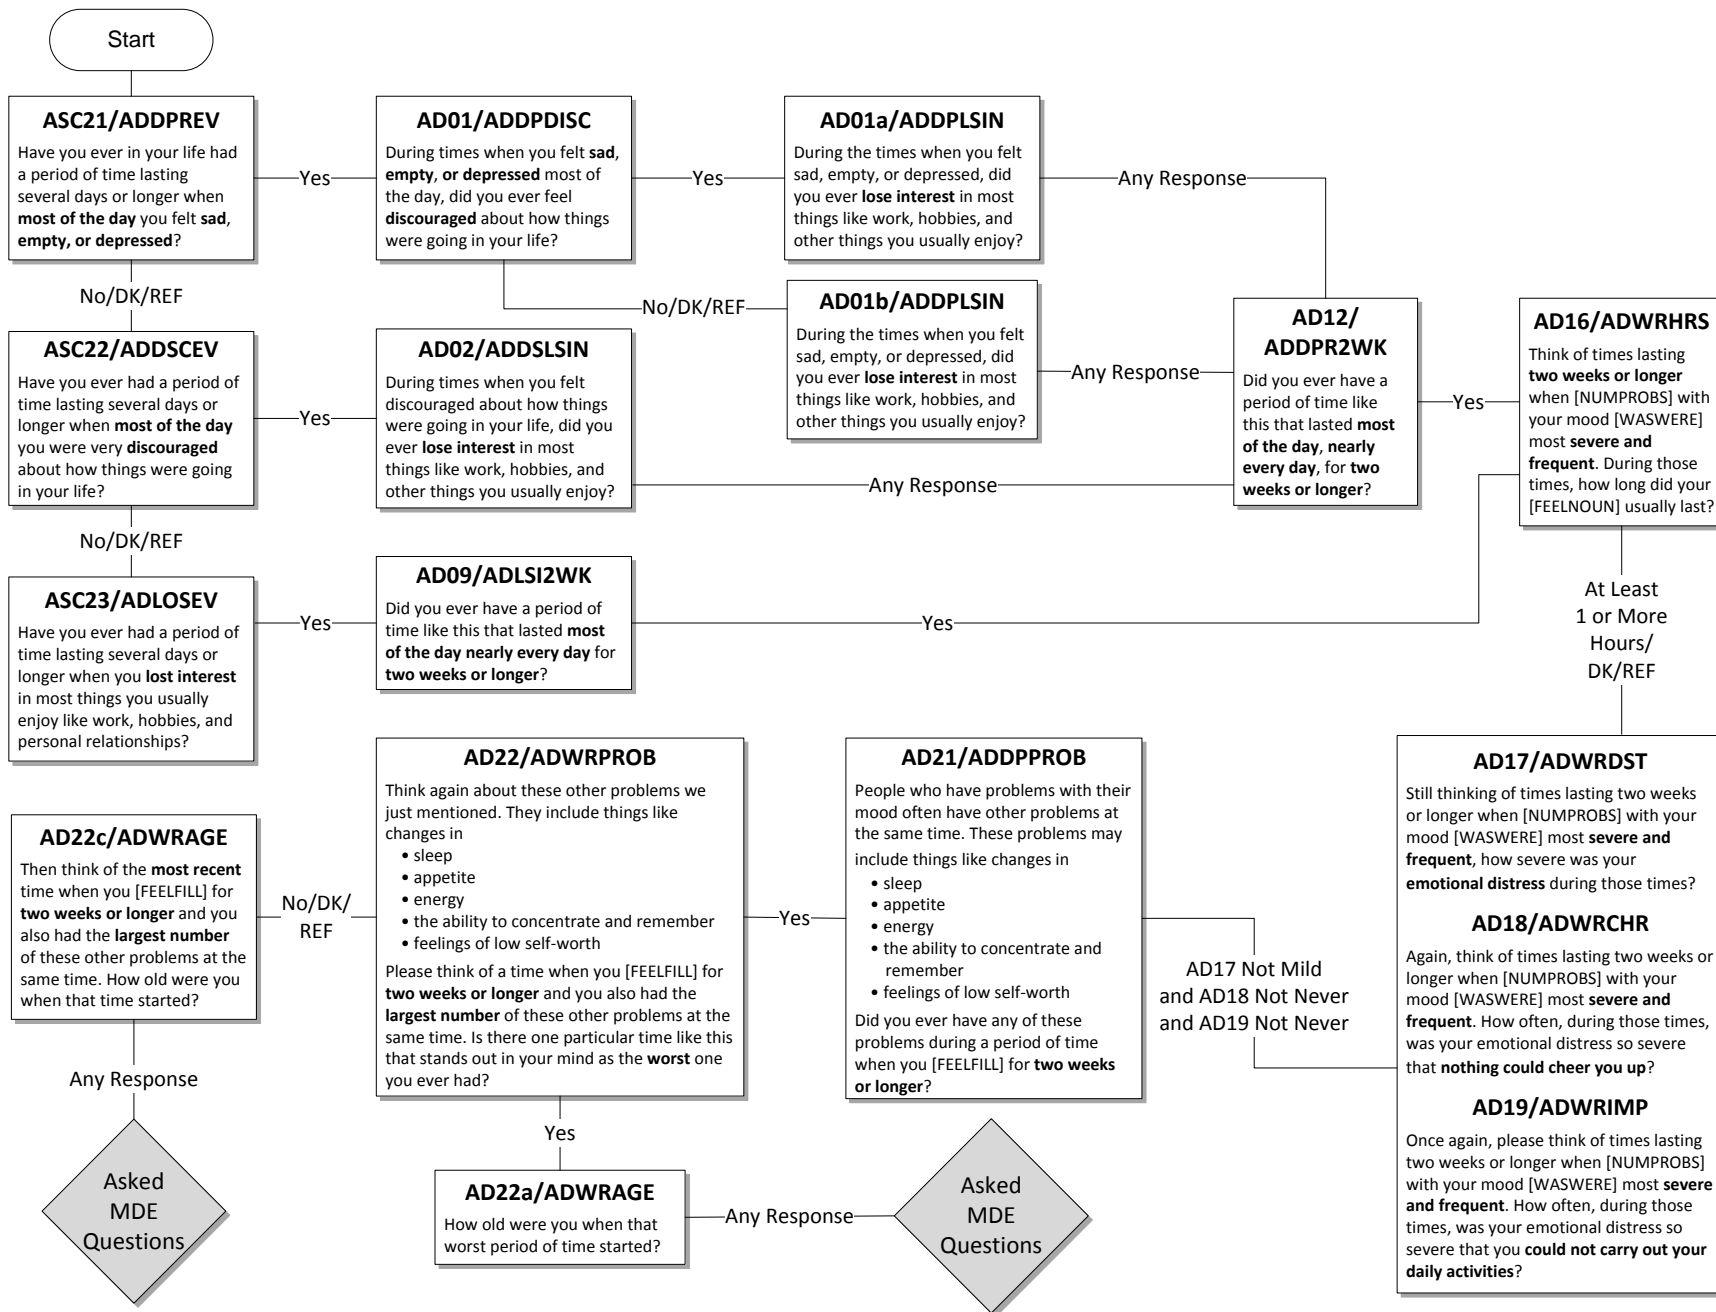 Start
ASC21/ADDPREV
Have you ever in your life had
a period of time lasting
several days or longer when
most of the day you felt sad,
empty, or depressed?
Yes
AD01/ADDPDISC
During times when you felt sad,
empty, or depressed most of
the day, did you ever feel
discouraged about how things
were going in your life?
Yes
AD01a/ADDPLSIN
During the times when you felt
sad, empty, or depressed, did
you ever lose interest in most
things like work, hobbies, and
other things you usually enjoy?
Any Response
No/DK/REF
No/DK/REF
AD01b/ADDPLSIN
During the times when you felt
sad, empty, or depressed, did
you ever lose interest in most
things like work, hobbies, and
other things you usually enjoy?
Any Response
ASC22/ADDSCEV
Have you ever had a period of
time lasting several days or
longer when most of the day
you were very discouraged
about how things were going
in your life?
Yes
AD02/ADDSLSIN
During times when you felt
discouraged about how things
were going in your life, did you
ever lose interest in most
things like work, hobbies, and
other things you usually enjoy?
Any Response
AD12/
ADDPR2WK
Did you ever have a
period of time like
this that lasted most
of the day, nearly
every day, for two
weeks or longer?
Yes
AD16/ADWRHRS
Think of times lasting
two weeks or longer
when [NUMPROBS] with
your mood [WASWERE]
most severe and
frequent. During those
times, how long did your
[FEELNOUN] usually last?
No/DK/REF
ASC23/ADLOSEV
Have you ever had a period of
time lasting several days or
longer when you lost interest
in most things you usually
enjoy like work, hobbies, and
personal relationships?
Yes
AD09/ADLSI2WK
Did you ever have a period of
time like this that lasted most
of the day nearly every day for
two weeks or longer?
Yes
At Least
1 or More
Hours/
DK/REF
AD17/ADWRDST
Still thinking of times lasting two weeks
or longer when [NUMPROBS] with your
mood [WASWERE] most severe and
frequent, how severe was your
emotional distress during those times?
AD18/ADWRCHR
Again, think of times lasting two weeks or
longer when [NUMPROBS] with your
mood [WASWERE] most severe and
frequent. How often, during those times,
was your emotional distress so severe
that nothing could cheer you up?
AD19/ADWRIMP
Once again, please think of times lasting
two weeks or longer when [NUMPROBS]
with your mood [WASWERE] most severe
and frequent. How often, during those
times, was your emotional distress so
severe that you could not carry out your
daily activities?
AD17 Not Mild
and AD18 Not Never
and AD19 Not Never
AD21/ADDPPROB
People who have problems with their
mood often have other problems at
the same time. These problems may
include things like changes in
• sleep
• appetite
• energy
• the ability to concentrate and
remember
• feelings of low self-worth
Did you ever have any of these
problems during a period of time
when you [FEELFILL] for two weeks
or longer?
Yes
AD22/ADWRPROB
Think again about these other problems we
just mentioned. They include things like
changes in
• sleep
• appetite
• energy
• the ability to concentrate and remember
• feelings of low self-worth
Please think of a time when you [FEELFILL] for
two weeks or longer and you also had the
largest number of these other problems at the
same time. Is there one particular time like this
that stands out in your mind as the worst one
you ever had?
No/DK/
REF
AD22c/ADWRAGE
Then think of the most recent
time when you [FEELFILL] for
two weeks or longer and you
also had the largest number
of these other problems at the
same time. How old were you
when that time started?
Any Response
Asked
MDE
Questions
Yes
AD22a/ADWRAGE
How old were you when that
worst period of time started?
Any Response
Asked
MDE
Questions